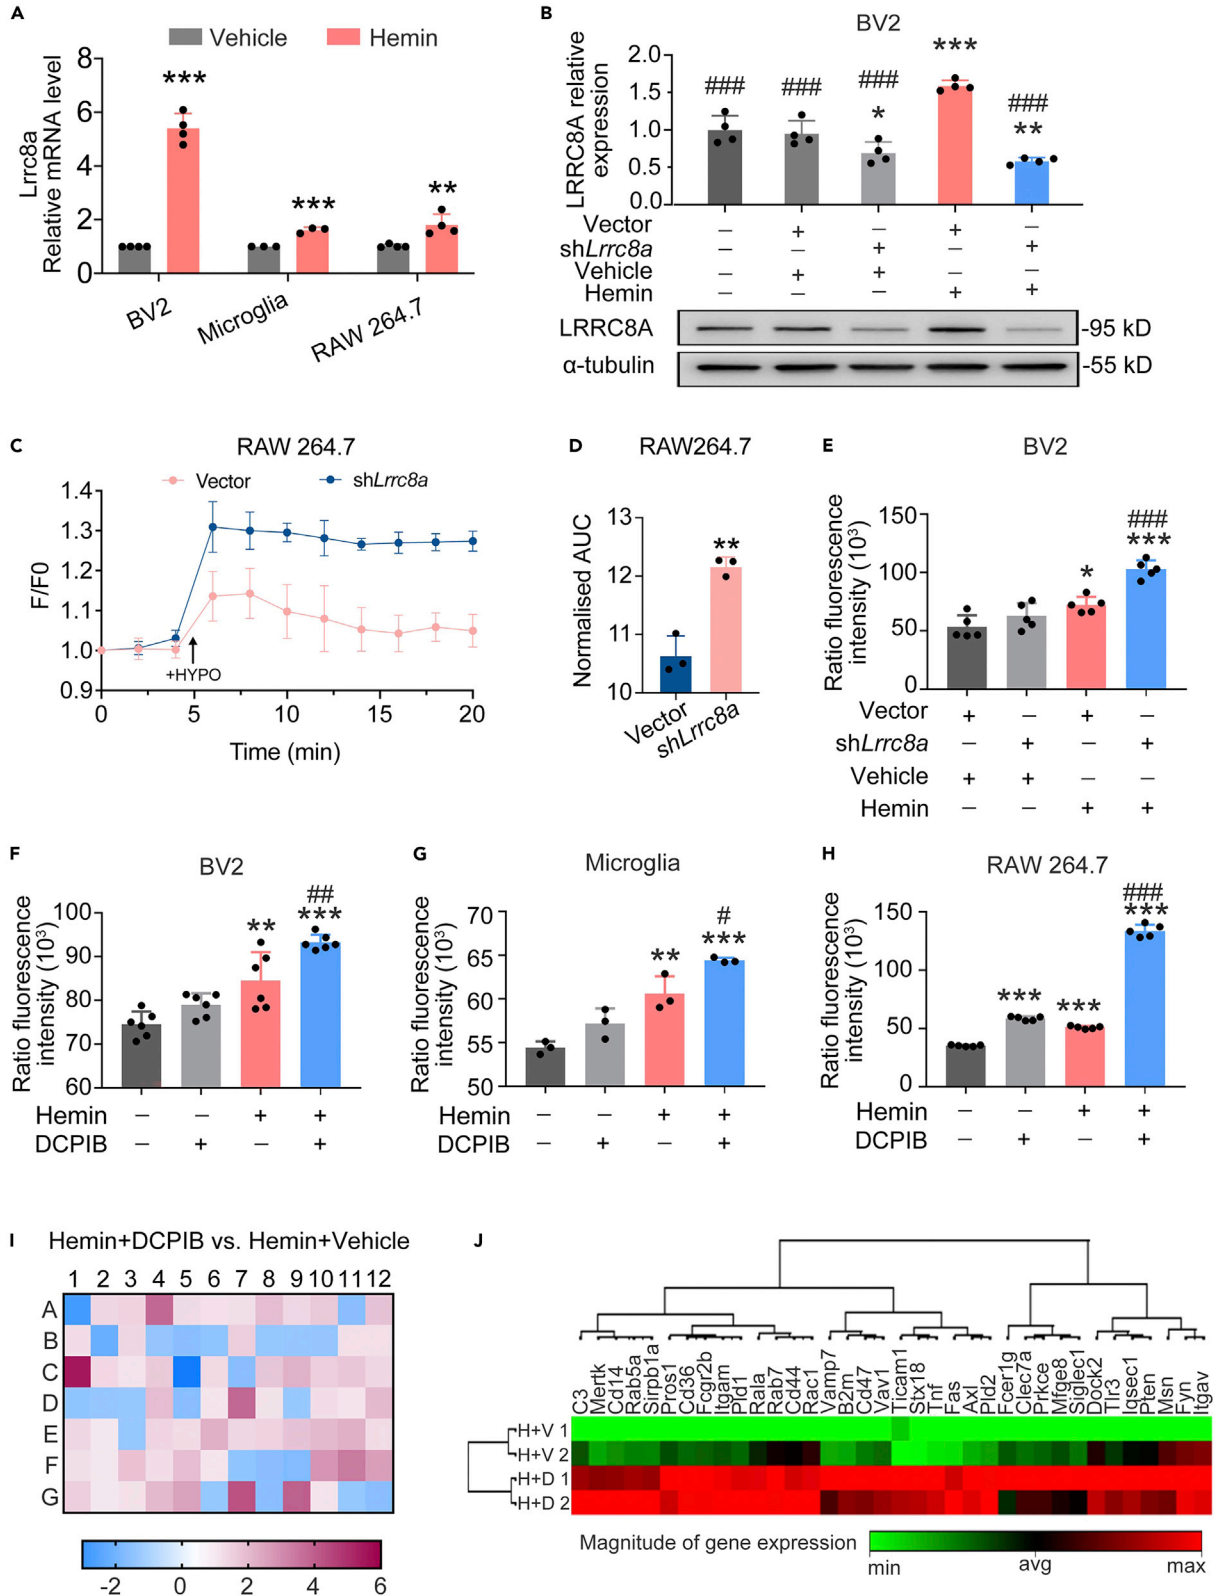 A
Vehicle Hemin
Lrrc8a
Relative mRNA level
8
6
4
2
0
***
***
**
BV2
Microglia
RAW 264.7
B
BV2
LRRC8A relative
expression
2.0
1.5
1.0
0.5
0.0
### ### ### * *** ### **
Vector − + − + −
shLrrc8a − − + − +
Vehicle − + + − −
Hemin − − − + +
LRRC8A -95 kD
α-tubulin -55 kD
C
RAW 264.7
Vector shLrrc8a
F/F0
1.4
1.3
1.2
1.1
1.0
0.9
+HYPO
0 5 10 15 20
Time (min)
D
RAW264.7
Normalised AUC
13
12
11
10
**
Vector
shLrrc8a
E
BV2
Ratio fluorescence
intensity (10³)
150
100
50
0
* ### ***
Vector + − + −
shLrrc8a − + − +
Vehicle + + − −
Hemin − − + +
F
BV2
Ratio fluorescence
intensity (10³)
100
90
80
70
60
** ## ***
Hemin − − + +
DCPIB − + − +
G
Microglia
Ratio fluorescence
intensity (10³)
70
65
60
55
50
** # ***
Hemin − − + +
DCPIB − + − +
H
RAW 264.7
Ratio fluorescence
intensity (10³)
150
100
50
0
*** *** ### ***
Hemin − − + +
DCPIB − + − +
I
Hemin+DCPIB vs. Hemin+Vehicle
1 2 3 4 5 6 7 8 9 10 11 12
A
B
C
D
E
F
G
-2 0 2 4 6
J
C3 Mertk Cd14 Rab5a Sirpb1a Pros1 Cd36 Fcgr2b Itgam Pld1 Rala Rab7 Cd44 Rac1 Vamp7 B2m Cd47 Vav1 Ticam1 Stx18 Tnf Fas Axl Pld2 Fcer1g Clec7a Prkce Mfge8 Siglec1 Dock2 Tlr3 Iqsec1 Pten Msn Fyn Itgav
H+V 1
H+V 2
H+D 1
H+D 2
Magnitude of gene expression
min avg max